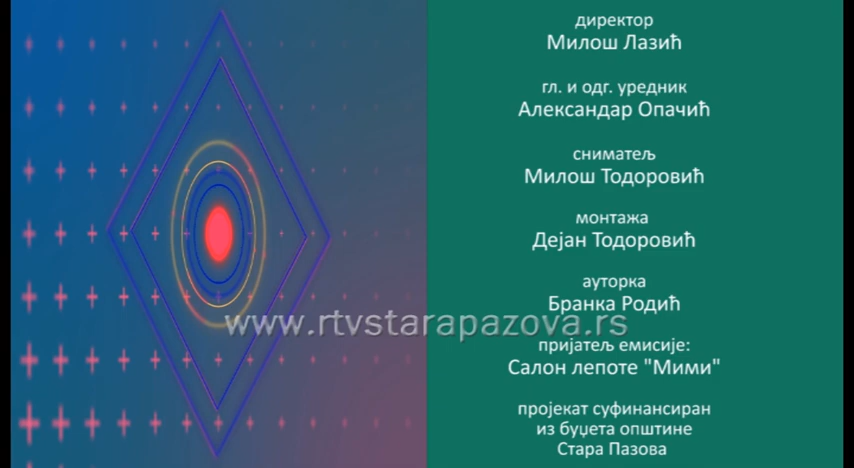 директор
Милош Лазић
гл. и одг. уредник
Александар Опачић
сниматељ
Милош Тодоровић
монтажа
Дејан Тодоровић
ауторка
Бранка Родић
www.rtvstarapazova.rs
пријатељ емисије:
Салон лепоте "Мими"
пројекат суфинансиран
из буџета општине
Стара Пазова